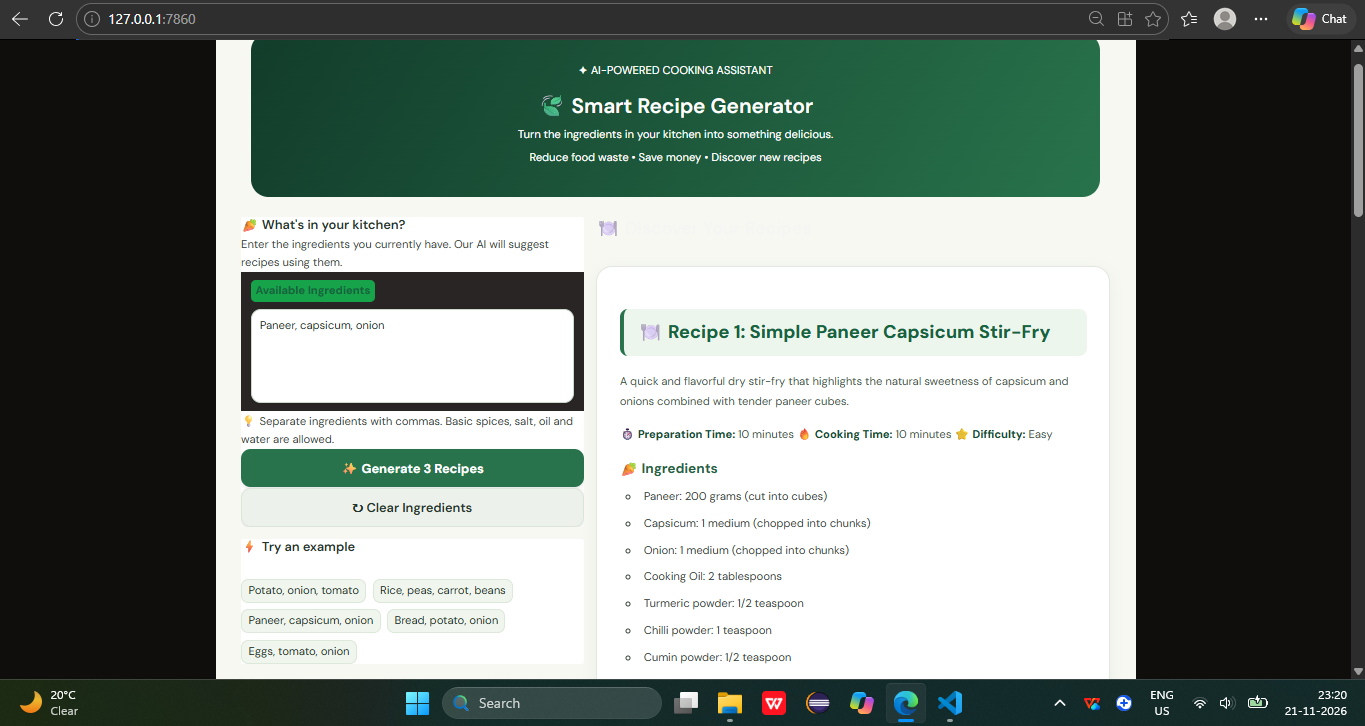 127.0.0.1:7860
Chat
✦ AI-POWERED COOKING ASSISTANT
Smart Recipe Generator
Turn the ingredients in your kitchen into something delicious.
Reduce food waste • Save money • Discover new recipes
What's in your kitchen?
Enter the ingredients you currently have. Our AI will suggest
recipes using them.
Available Ingredients
Paneer, capsicum, onion
Separate ingredients with commas. Basic spices, salt, oil and
water are allowed.
✨ Generate 3 Recipes
↻ Clear Ingredients
Try an example
Potato, onion, tomato
Rice, peas, carrot, beans
Paneer, capsicum, onion
Bread, potato, onion
Eggs, tomato, onion
Recipe 1: Simple Paneer Capsicum Stir-Fry
A quick and flavorful dry stir-fry that highlights the natural sweetness of capsicum and
onions combined with tender paneer cubes.
Preparation Time: 10 minutes Cooking Time: 10 minutes Difficulty: Easy
Ingredients
Paneer: 200 grams (cut into cubes)
Capsicum: 1 medium (chopped into chunks)
Onion: 1 medium (chopped into chunks)
Cooking Oil: 2 tablespoons
Turmeric powder: 1/2 teaspoon
Chilli powder: 1 teaspoon
Cumin powder: 1/2 teaspoon
20°C
Clear
Search
ENG
US
23:20
21-11-2026